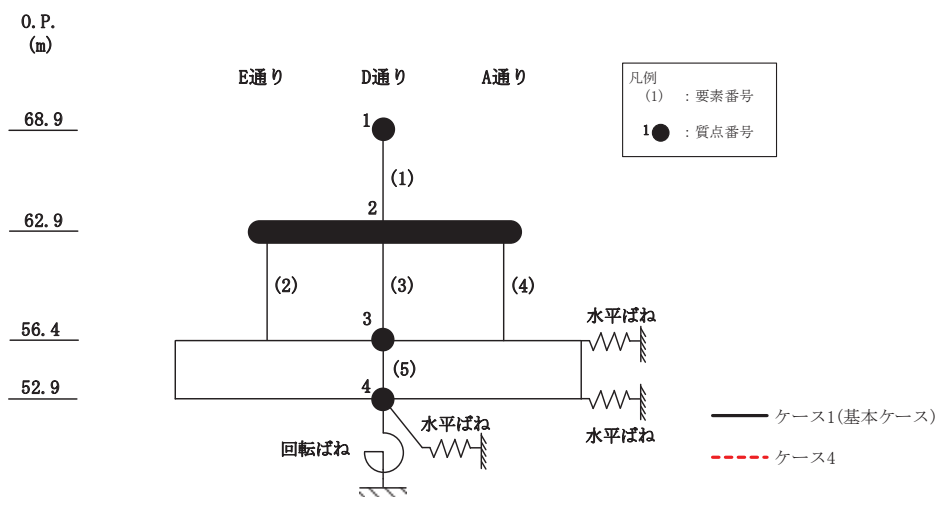 O.P.
(m)
E通り D通り A通り
凡例
(1) : 要素番号
1 : 質点番号
68.9
1
(1)
62.9
2
(2) (3) (4)
56.4
3
水平ばね
(5)
52.9
4
水平ばね
水平ばね
回転ばね
ケース1(基本ケース)
ケース4